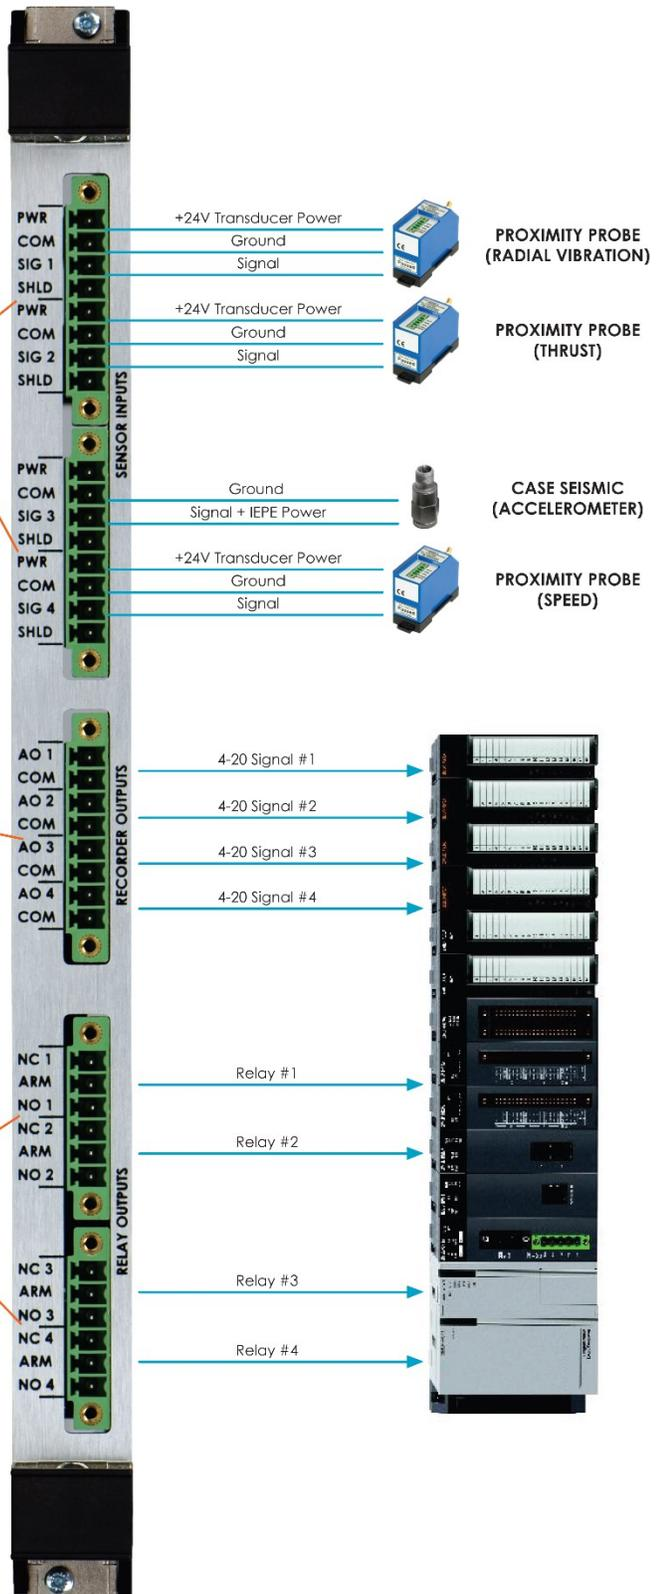 PWR
COM
SIG 1
SHLD
PWR
COM
SIG 2
SHLD
PWR
COM
SIG 3
SHLD
PWR
COM
SIG 4
SHLD
SENSOR INPUTS
+24V Transducer Power
Ground
Signal
PROXIMITY PROBE
(RADIAL VIBRATION)
+24V Transducer Power
Ground
Signal
PROXIMITY PROBE
(THRUST)
Ground
Signal + IEPE Power
CASE SEISMIC
(ACCELEROMETER)
+24V Transducer Power
Ground
Signal
PROXIMITY PROBE
(SPEED)
AO 1
COM
AO 2
COM
AO 3
COM
AO 4
COM
RECORDER OUTPUTS
4-20 Signal #1
4-20 Signal #2
4-20 Signal #3
4-20 Signal #4
NC 1
ARM
NO 1
NC 2
ARM
NO 2
NC 3
ARM
NO 3
NC 4
ARM
NO 4
RELAY OUTPUTS
Relay #1
Relay #2
Relay #3
Relay #4